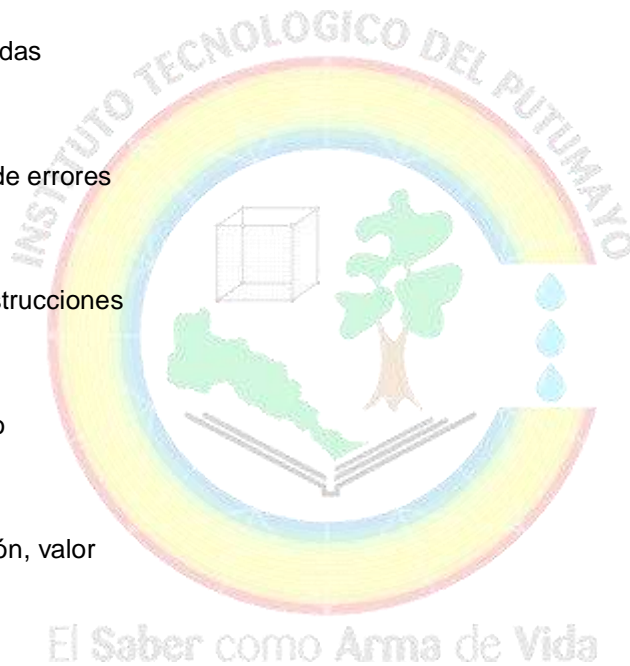 INSTITUTO TECNOLOGICO DEL PUTUMAYO
das
de errores
strucciones
o
ón, valor
El Saber como Arma de Vida